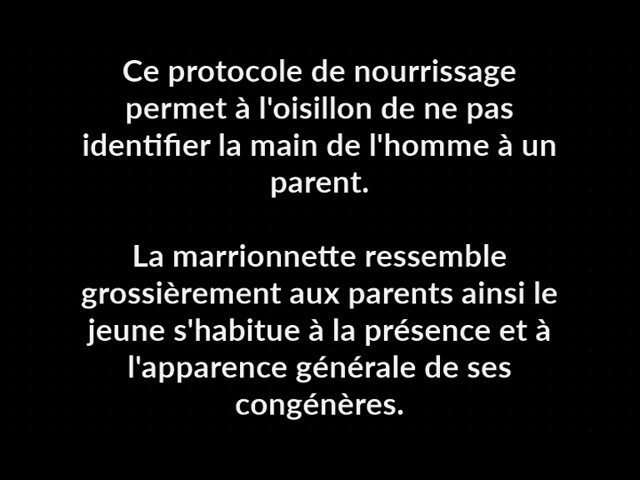 Ce protocole de nourrissage
permet à l'oisillon de ne pas
identifier la main de l'homme à un
parent.
La marrionnette ressemble
grossièrement aux parents ainsi le
jeune s'habitue à la présence et à
l'apparence générale de ses
congénères.